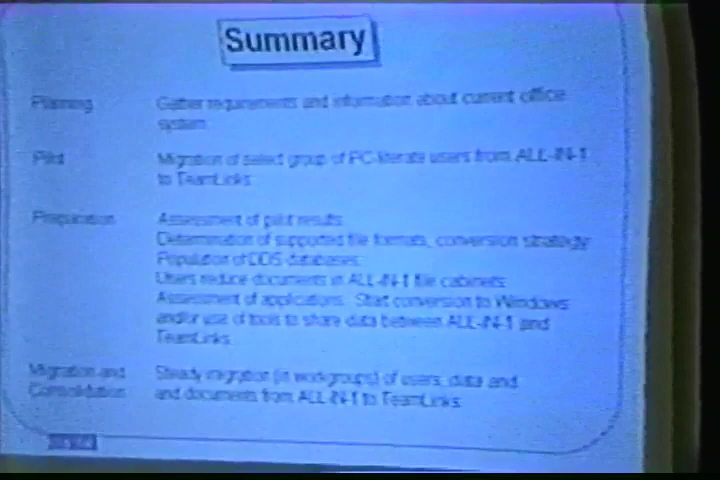 Summary
Planning
Gather requirements and information about current office
system
Pilot
Migration of select group of PC-literate users from ALL-IN-1
to TeamLinks
Preparation
Assessment of pilot results
Determination of supported file formats, conversion strategy
Population of DDS databases
Users reduce documents in ALL-IN-1 file cabinets
Assessment of applications. Start conversion to Windows
and/or use of tools to share data between ALL-IN-1 and
TeamLinks
Migration and
Consolidation
Steady migration (in workgroups) of users, data and
and documents from ALL-IN-1 to TeamLinks